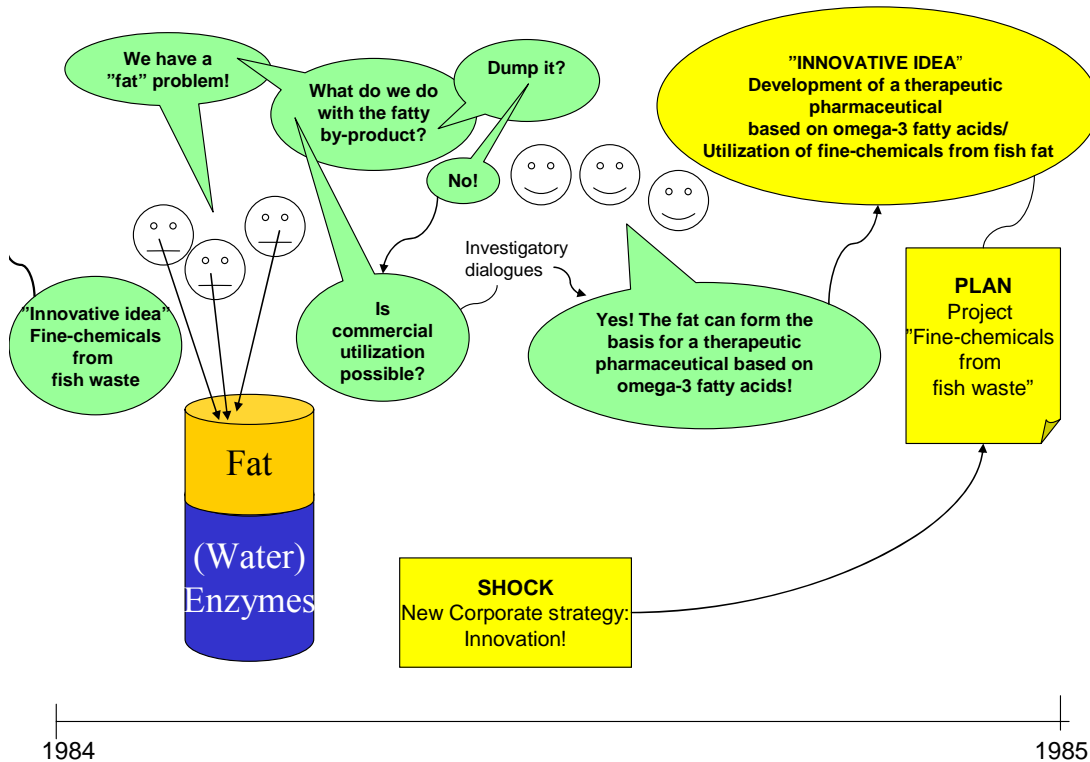 We have a
”fat” problem!
What do we do
with the fatty
by-product?
Dump it?
No!
”INNOVATIVE IDEA”
Development of a therapeutic
pharmaceutical
based on omega-3 fatty acids/
Utilization of fine-chemicals from fish fat
”Innovative idea”
Fine-chemicals
from
fish waste
Is
commercial
utilization
possible?
Investigatory
dialogues
Yes! The fat can form the
basis for a therapeutic
pharmaceutical based on
omega-3 fatty acids!
PLAN
Project
”Fine-chemicals
from
fish waste”
Fat
(Water)
Enzymes
SHOCK
New Corporate strategy:
Innovation!
1984
1985